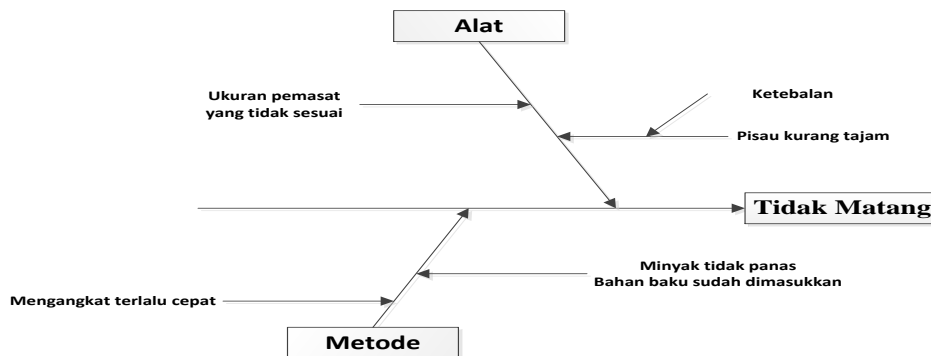 Alat
Ukuran pemasat
yang tidak sesuai
Ketebalan
Pisau kurang tajam
Tidak Matang
Minyak tidak panas
Bahan baku sudah dimasukkan
Mengangkat terlalu cepat
Metode